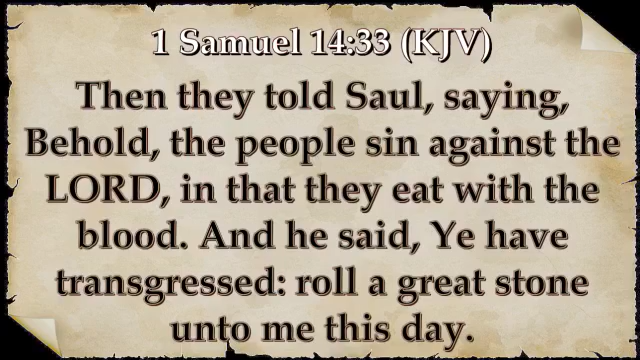 1 Samuel 14:33 (KJV)
Then they told Saul, saying,
Behold, the people sin against the
LORD, in that they eat with the
blood. And he said, Ye have
transgressed: roll a great stone
unto me this day.